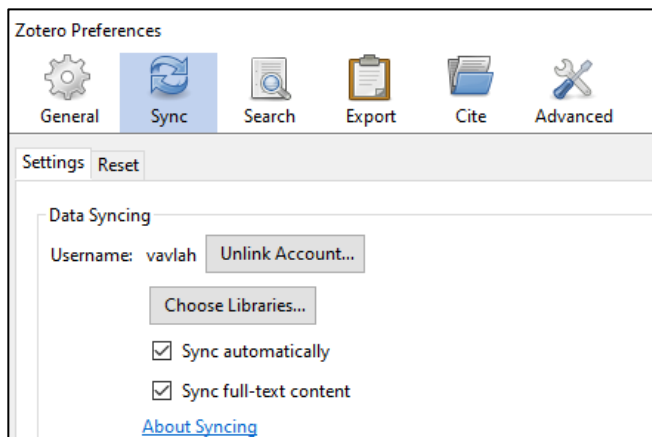 Zotero Preferences
General Sync Search Export Cite Advanced
Settings Reset
Data Syncing
Username: vavlah Unlink Account...
Choose Libraries...
Sync automatically
Sync full-text content
About Syncing